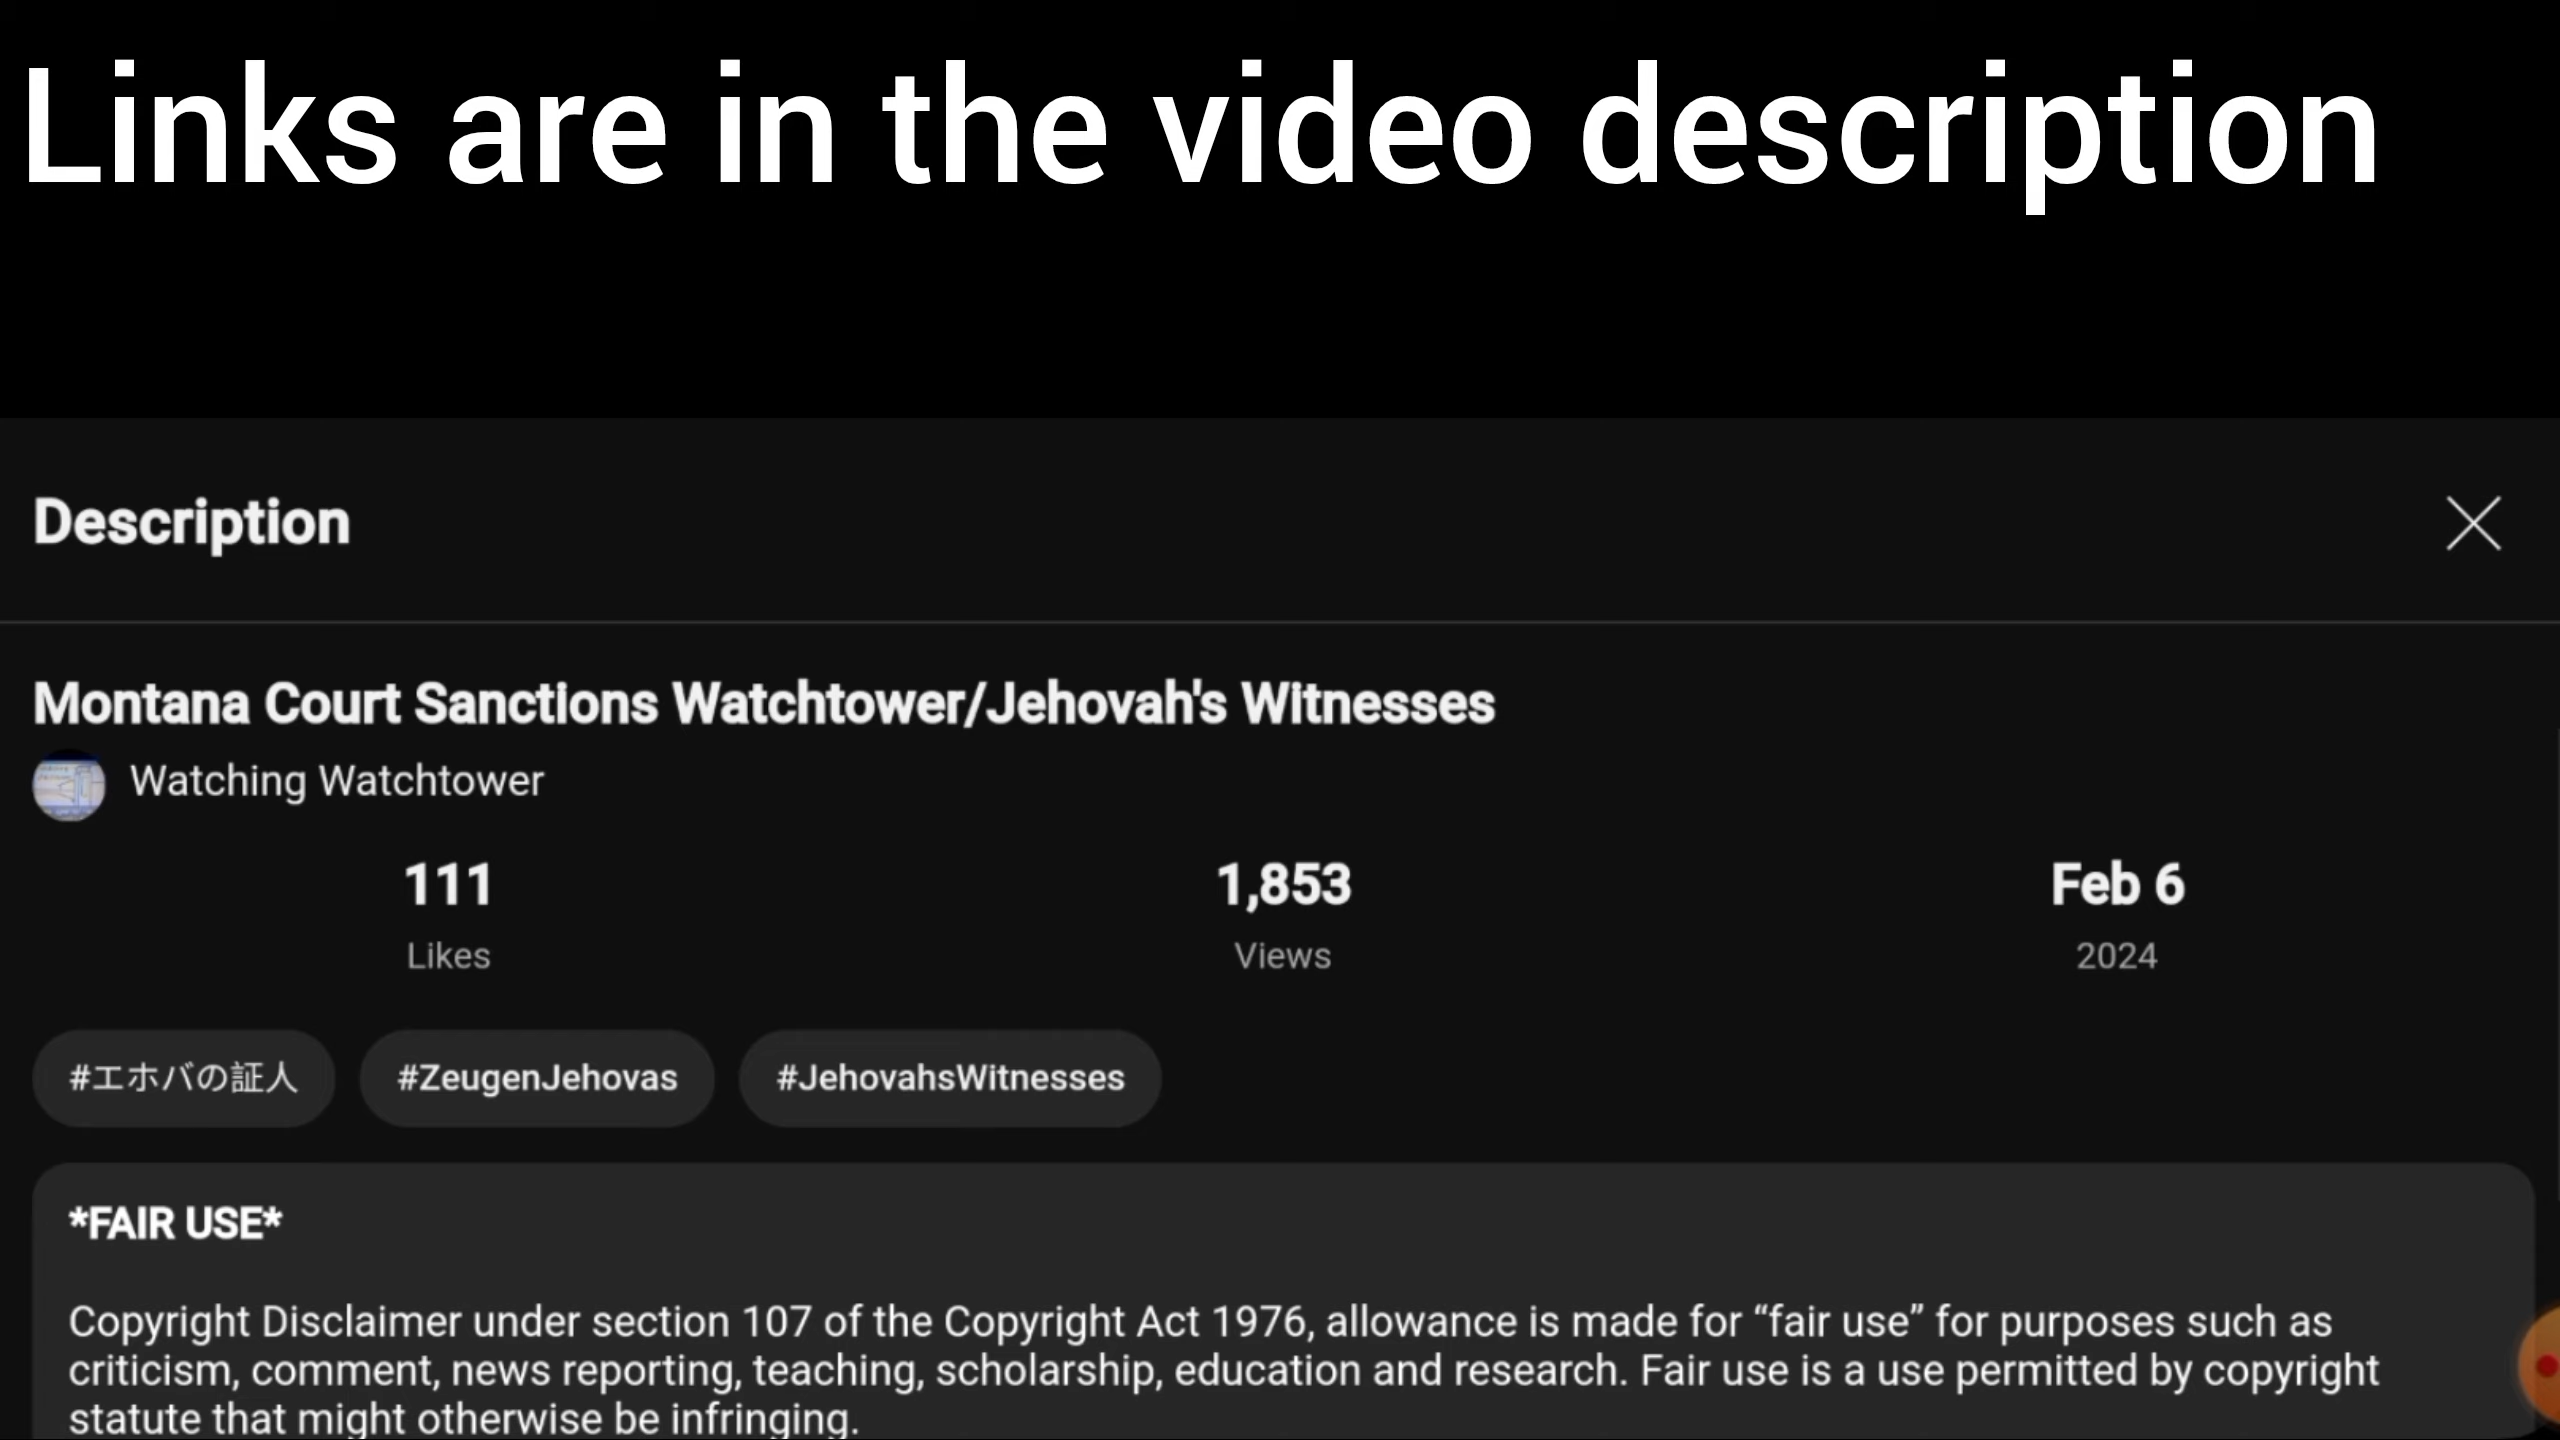 Links are in the video description
Description
Montana Court Sanctions Watchtower/Jehovah's Witnesses
Watching Watchtower
111
1,853
Feb 6
Likes
Views
2024
#エホバの証人
#ZeugenJehovas
#JehovahsWitnesses
*FAIR USE*
Copyright Disclaimer under section 107 of the Copyright Act 1976, allowance is made for “fair use” for purposes such as
criticism, comment, news reporting, teaching, scholarship, education and research. Fair use is a use permitted by copyright
statute that might otherwise be infringing.